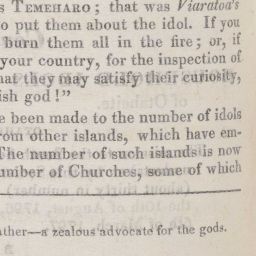 s TEMEHARO; that was Viaratoa's
o put them about the idol. If you
burn them all in the fire; or, if
your country, for the inspection of
hat they may satisfy their curiosity,
ish god!"
e been made to the number of idols
om other islands, which have em-
The number of such islands is now
umber of Churches, some of which
ather—a zealous advocate for the gods.